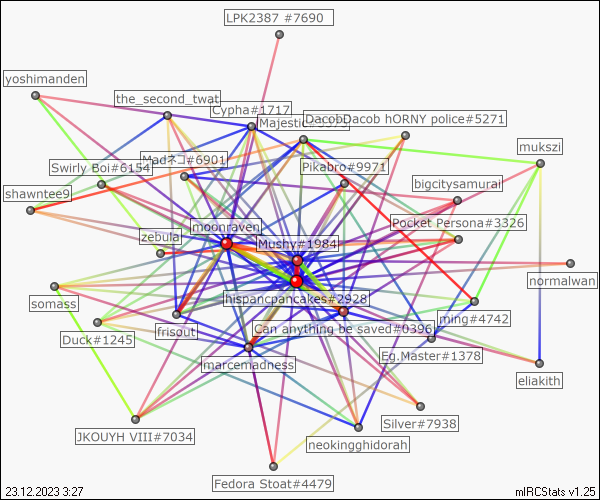 LPK2387 #7690
yoshimanden
the_second_twat
Cypha#1717
DacobDacob hORNY police#5271
mukszi
Madネコ#6901
Pikabro#9971
Swirly Boi#6154
bigcitysamurai
shawntee9
moonraven
Pocket Persona#3326
zebula
Mushy#1984
normalwan
hispancpancakes#2928
somass
ming#4742
frisout
Can anything be saved#0396
Duck#1245
Eg.Master#1378
marcemadness
eliakith
Silver#7938
JKOUYH VIII#7034
neokingghidorah
Fedora Stoat#4479
23.12.2023 3:27
mIRCStats v1.25